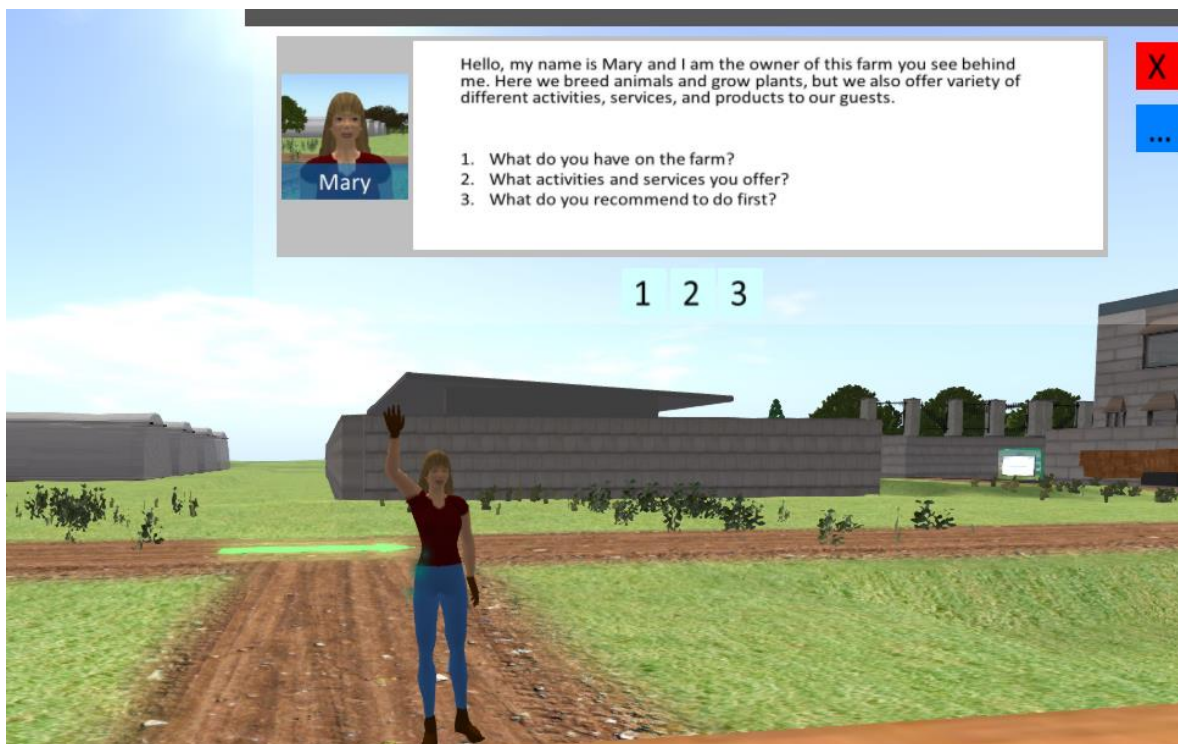 Hello, my name is Mary and I am the owner of this farm you see behind
me. Here we breed animals and grow plants, but we also offer variety of
different activities, services, and products to our guests.
1. What do you have on the farm?
2. What activities and services you offer?
3. What do you recommend to do first?
Mary
X
...
1 2 3